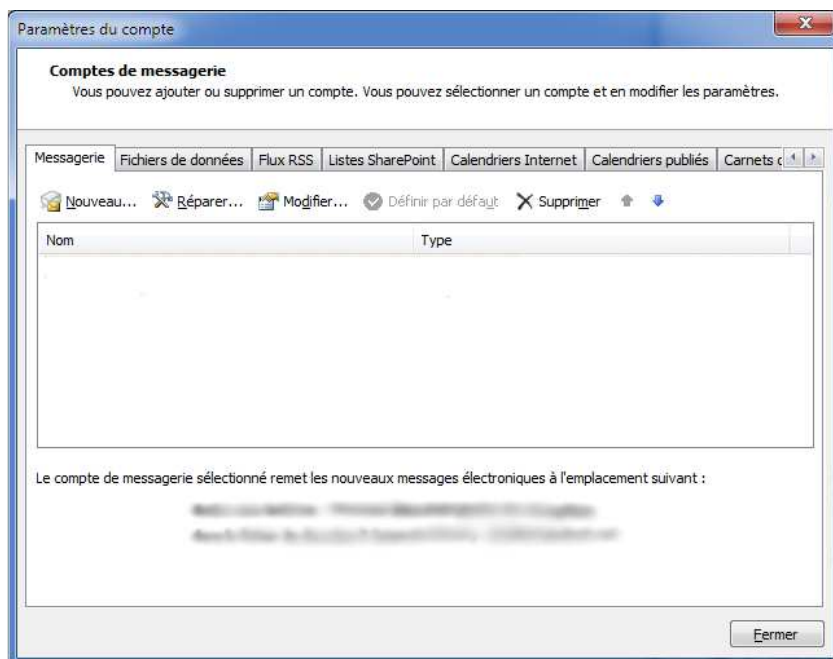 Paramètres du compte
Comptes de messagerie
Vous pouvez ajouter ou supprimer un compte. Vous pouvez sélectionner un compte et en modifier les paramètres.
Messagerie Fichiers de données Flux RSS Listes SharePoint Calendriers Internet Calendriers publiés Carnets
Nouveau... Réparer... Modifier... Définir par défaut Supprimer
Nom Type
Le compte de messagerie sélectionné remet les nouveaux messages électroniques à l'emplacement suivant :
Fermer